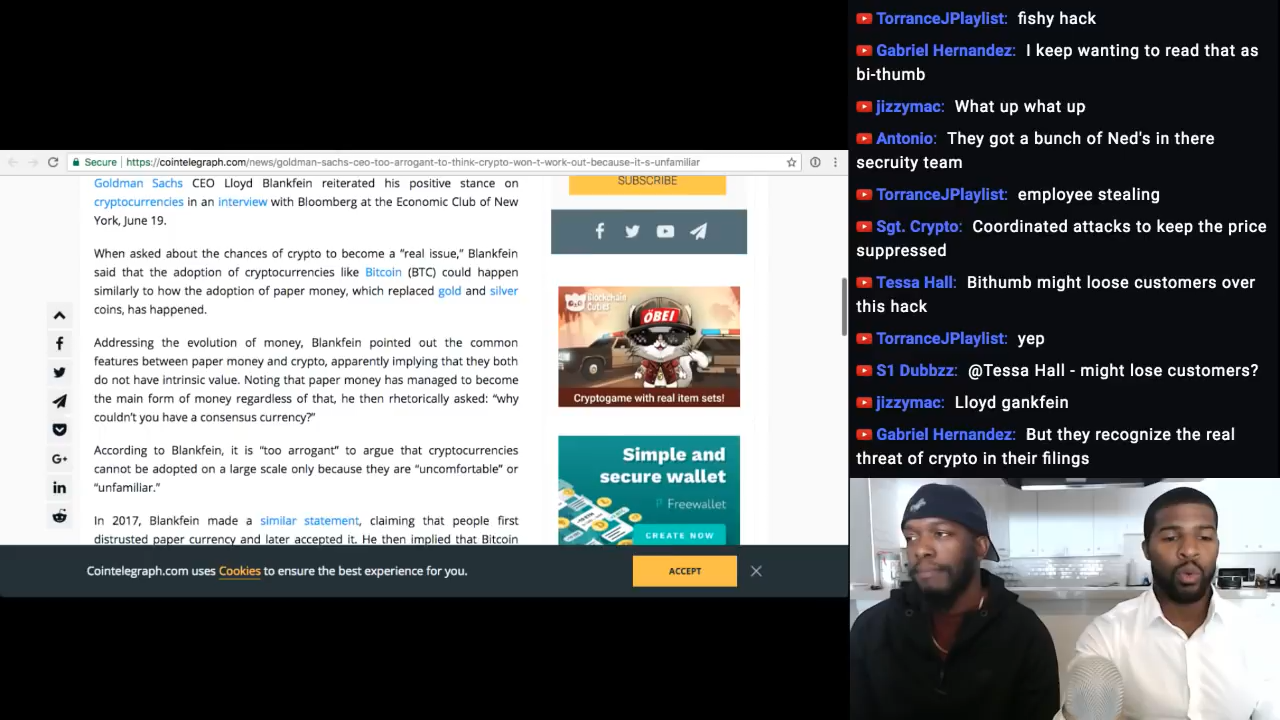 Secure
https://cointelegraph.com/news/goldman-sachs-ceo-too-arrogant-to-think-crypto-won-t-work-out-because-it-s-unfamiliar
Goldman Sachs CEO Lloyd Blankfein reiterated his positive stance on
cryptocurrencies in an interview with Bloomberg at the Economic Club of New
York, June 19.
When asked about the chances of crypto to become a “real issue,” Blankfein
said that the adoption of cryptocurrencies like Bitcoin (BTC) could happen
similarly to how the adoption of paper money, which replaced gold and silver
coins, has happened.
Addressing the evolution of money, Blankfein pointed out the common
features between paper money and crypto, apparently implying that they both
do not have intrinsic value. Noting that paper money has managed to become
the main form of money regardless of that, he then rhetorically asked: “why
couldn’t you have a consensus currency?”
According to Blankfein, it is “too arrogant” to argue that cryptocurrencies
cannot be adopted on a large scale only because they are “uncomfortable” or
“unfamiliar.”
In 2017, Blankfein made a similar statement, claiming that people first
distrusted paper currency and later accepted it. He then implied that Bitcoin
G+
in
SUBSCRIBE
Blockchain
Cuties
ÖBEI
Cryptogame with real item sets!
Simple and
secure wallet
Freewallet
CREATE NOW
Cointelegraph.com uses Cookies to ensure the best experience for you.
ACCEPT
TorranceJPlaylist: fishy hack
Gabriel Hernandez: I keep wanting to read that as
bi-thumb
jizzymac: What up what up
Antonio: They got a bunch of Ned's in there
secruity team
TorranceJPlaylist: employee stealing
Sgt. Crypto: Coordinated attacks to keep the price
suppressed
Tessa Hall: Bithumb might loose customers over
this hack
TorranceJPlaylist: yep
S1 Dubbzz: @Tessa Hall - might lose customers?
jizzymac: Lloyd gankfein
Gabriel Hernandez: But they recognize the real
threat of crypto in their filings